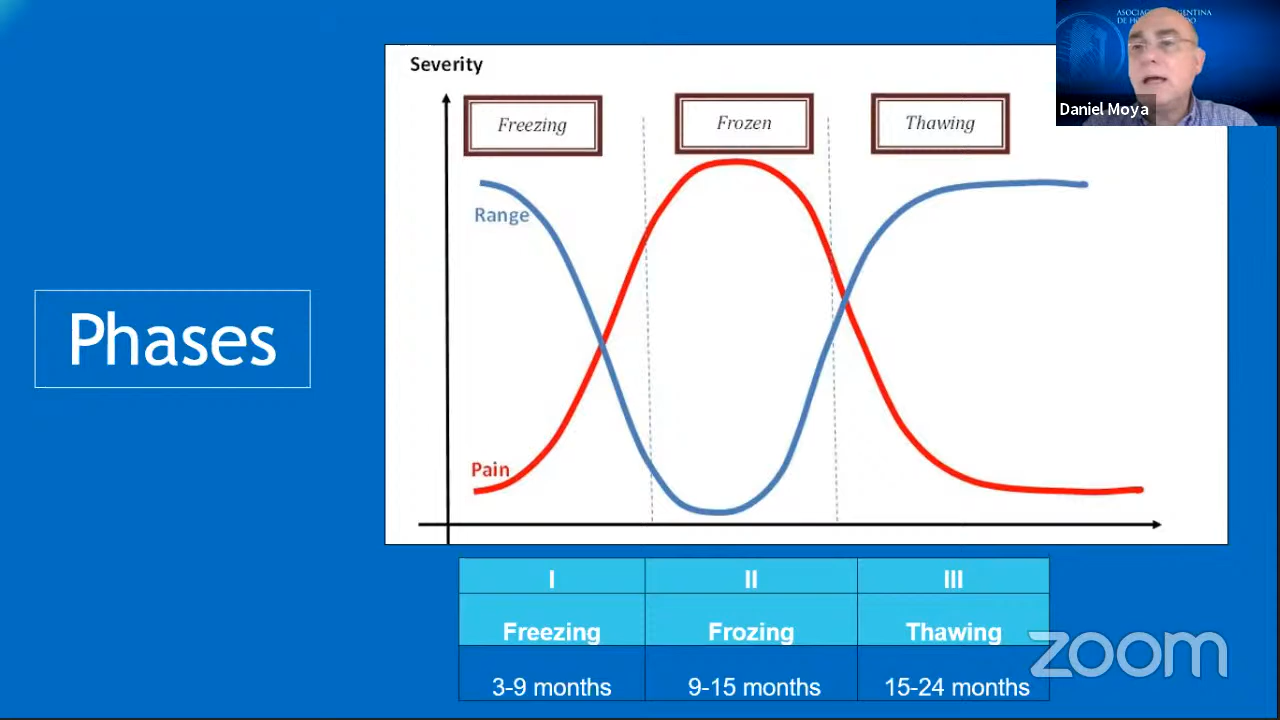 Phases
Severity
Freezing
Frozen
Thawing
Range
Pain
I II III
Freezing Frozing Thawing
3-9 months 9-15 months 15-24 months
Daniel Moya
zoom